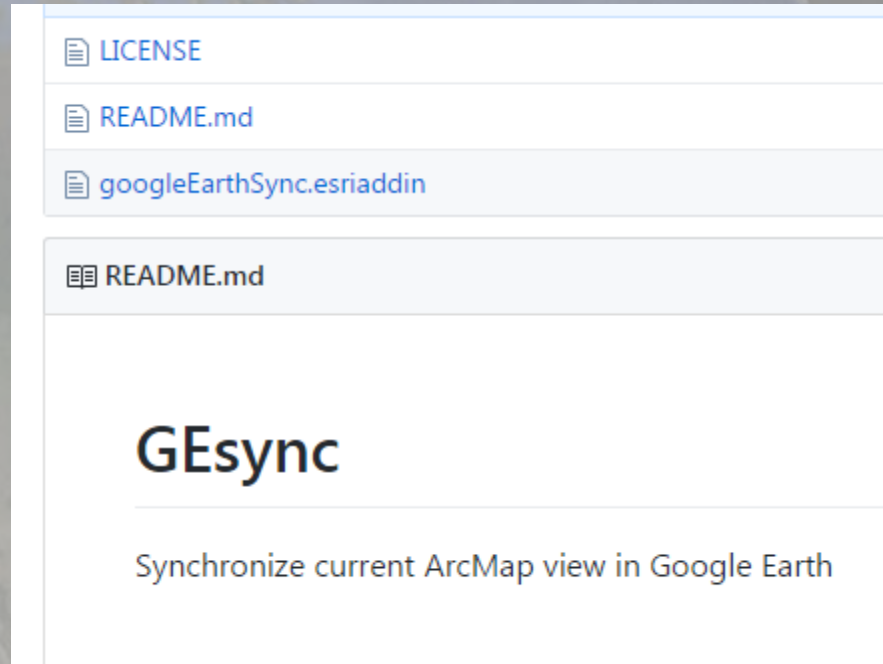 LICENSE
README.md
googleEarthSync.esriaddin
README.md
GEsync
Synchronize current ArcMap view in Google Earth